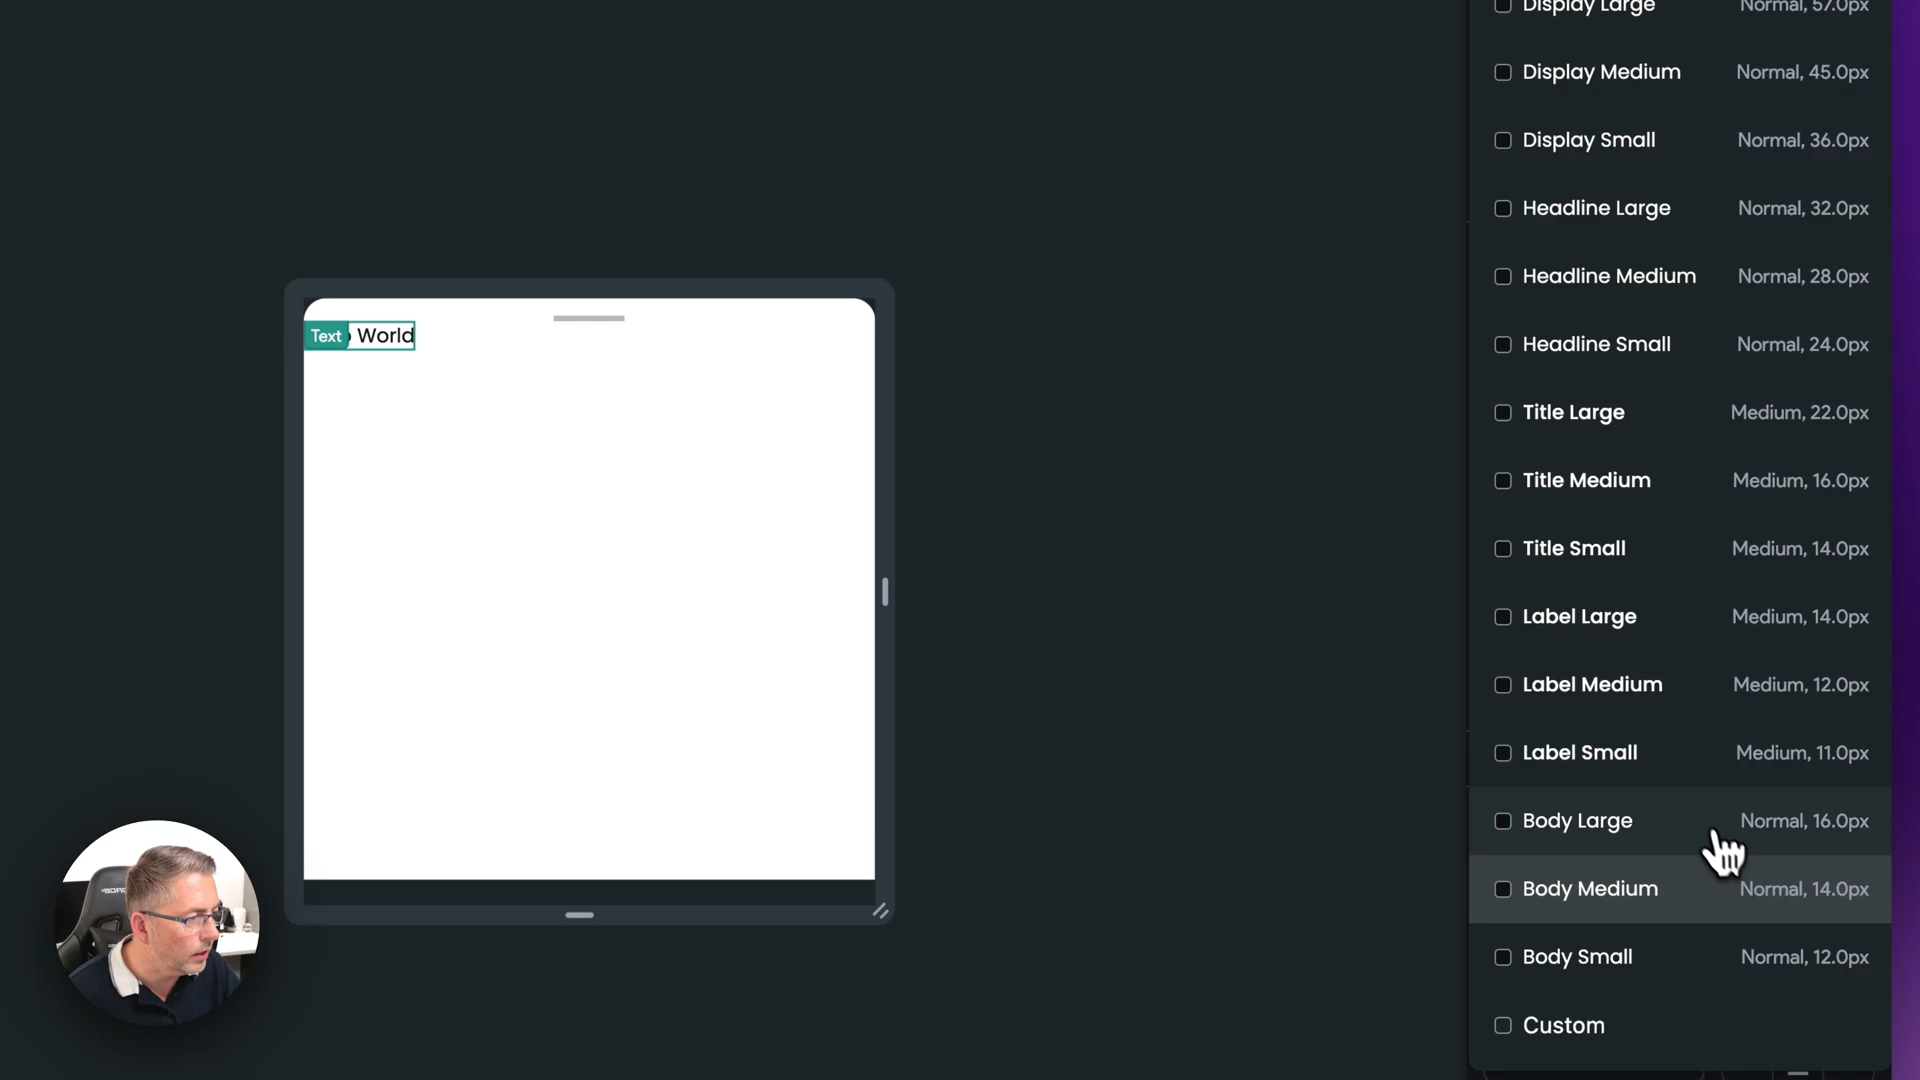 Display Large Normal, 57.0px
Display Medium Normal, 45.0px
Display Small Normal, 36.0px
Headline Large Normal, 32.0px
Headline Medium Normal, 28.0px
Text World
Headline Small Normal, 24.0px
Title Large Medium, 22.0px
Title Medium Medium, 16.0px
Title Small Medium, 14.0px
Label Large Medium, 14.0px
Label Medium Medium, 12.0px
Label Small Medium, 11.0px
Body Large Normal, 16.0px
Body Medium Normal, 14.0px
Body Small Normal, 12.0px
Custom